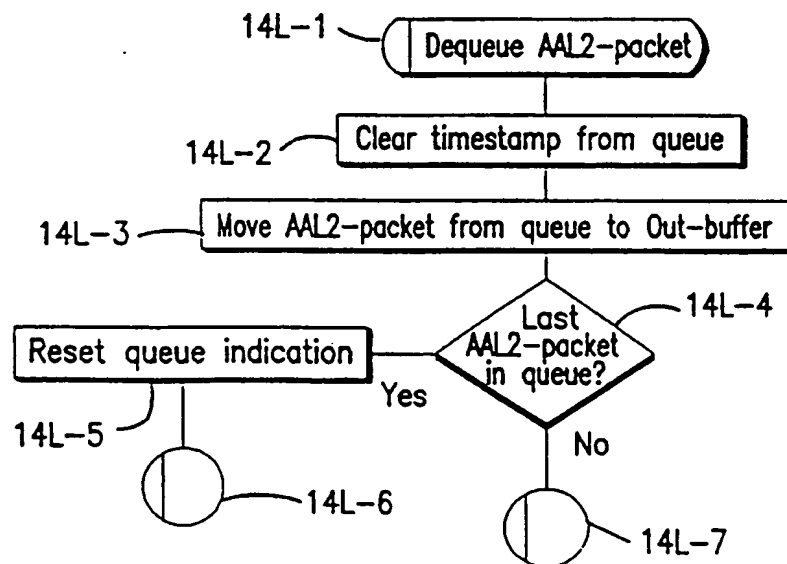 14L-1
Dequeue AAL2-packet
14L-2
Clear timestamp from queue
14L-3
Move AAL2-packet from queue to Out-buffer
14L-4
Last
AAL2-packet
in queue?
Reset queue indication
Yes
14L-5
No
14L-6
14L-7